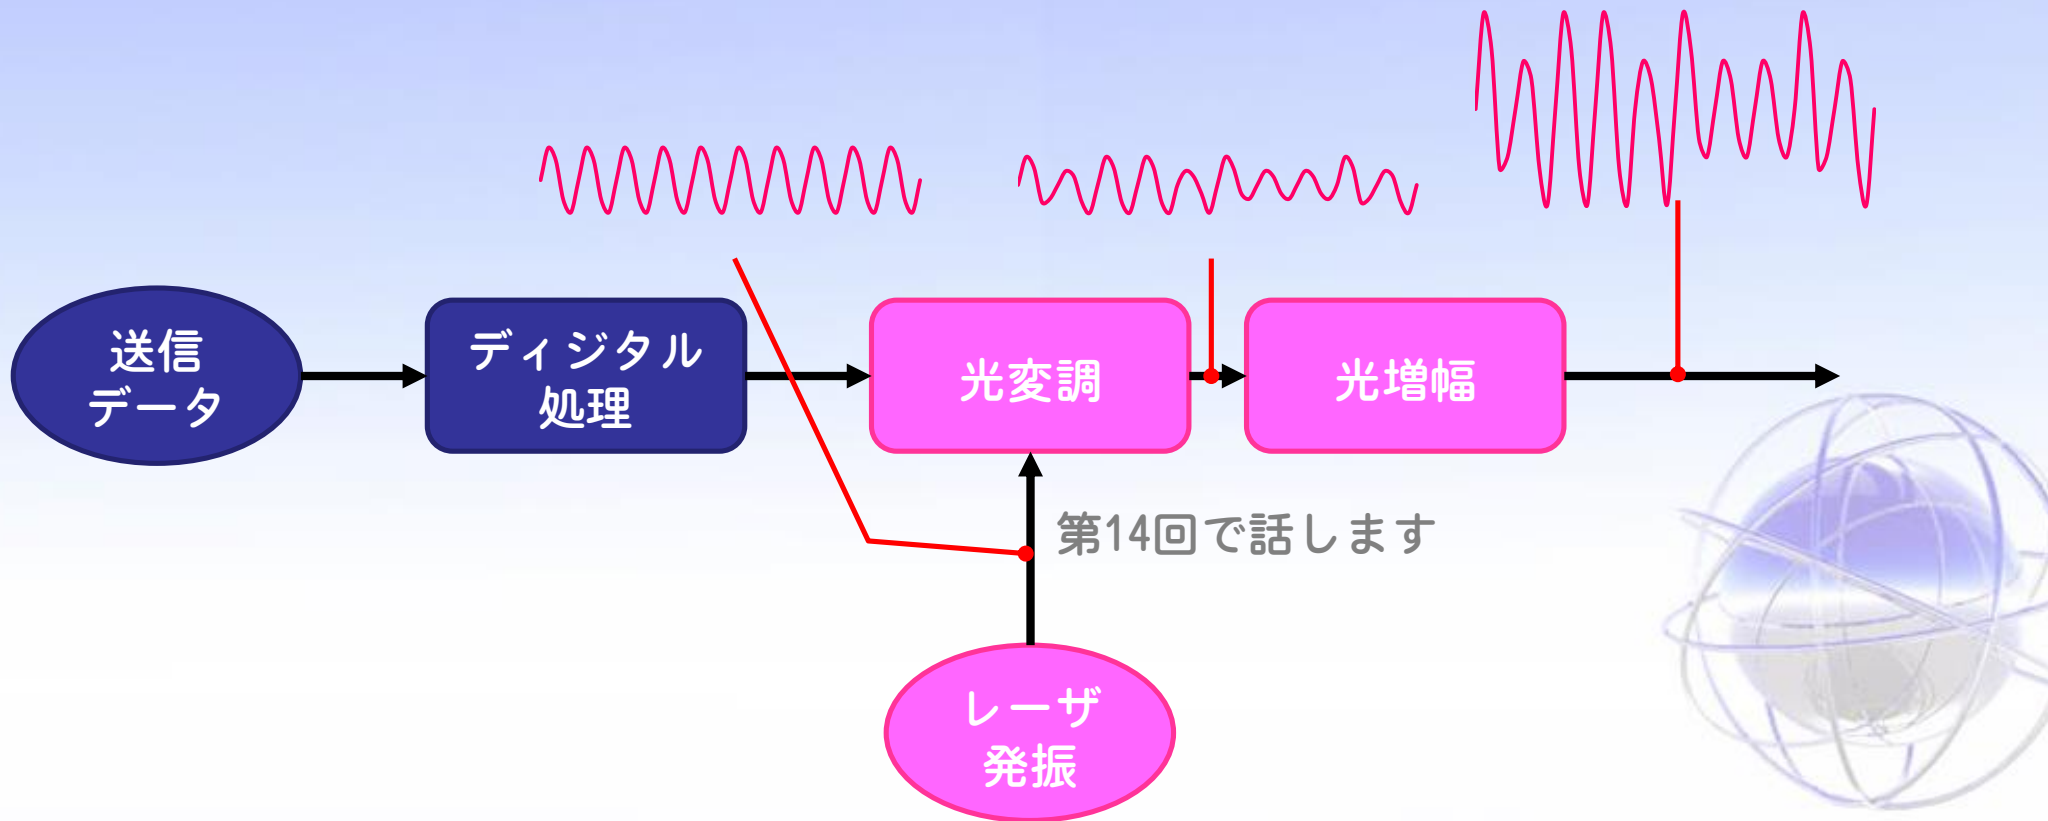 送信
データ
ディジタル
処理
光変調
光増幅
第14回で話します
レーザ
発振